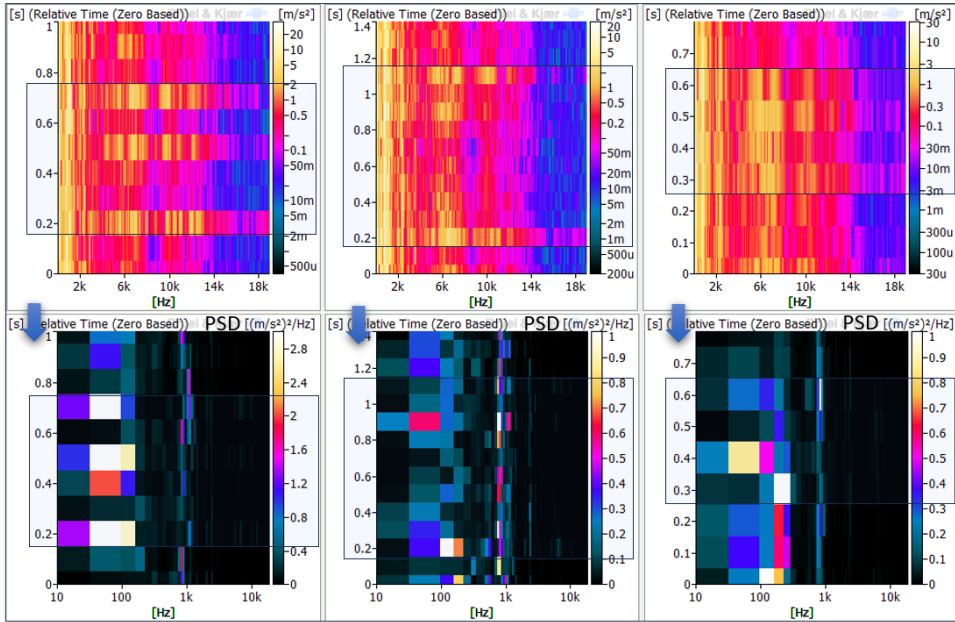 [s] (Relative Time (Zero Based)) & Kjær [m/s²]
1
0.8
0.6
0.4
0.2
0
20
10
5
2
1
0.5
0.1
50m
10m
5m
2m
500u
2k 6k 10k 14k 18k
[Hz]
[s] (Relative Time (Zero Based)) & Kjær [m/s²]
1.4
1.2
1
0.8
0.6
0.4
0.2
0
20
10
5
1
0.5
0.2
50m
20m
10m
5m
2m
1m
200u
2k 6k 10k 14k 18k
[Hz]
[s] (Relative Time (Zero Based)) & Kjær [m/s²]
0.7
0.6
0.5
0.4
0.3
0.2
0.1
0
30
10
3
1
0.3
0.1
30m
10m
3m
1m
300u
100u
30u
2k 6k 10k 14k 18k
[Hz]
[s] (Relative Time (Zero Based)) PSD [(m/s²)²/Hz]
1
0.8
0.6
0.4
0.2
0
2.8
2.4
2
1.6
1.2
0.8
0.4
0
10 100 1k 10k
[Hz]
[s] (Relative Time (Zero Based)) PSD [(m/s²)²/Hz]
1.2
1
0.8
0.6
0.4
0.2
0
1
0.9
0.8
0.7
0.6
0.5
0.4
0.3
0.2
0.1
0
10 100 1k 10k
[Hz]
[s] (Relative Time (Zero Based)) PSD [(m/s²)²/Hz]
0.7
0.6
0.5
0.4
0.3
0.2
0.1
0
1
0.9
0.8
0.7
0.6
0.5
0.4
0.3
0.2
0.1
0
10 100 1k 10k
[Hz]